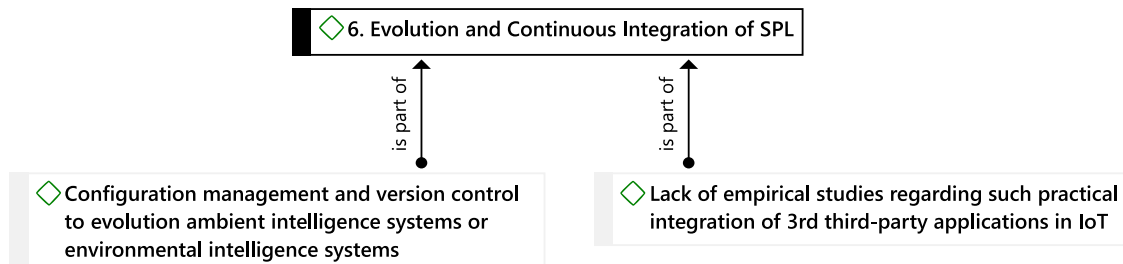 6. Evolution and Continuous Integration of SPL
is part of
is part of
Configuration management and version control
to evolution ambient intelligence systems or
environmental intelligence systems
Lack of empirical studies regarding such practical
integration of 3rd third-party applications in IoT